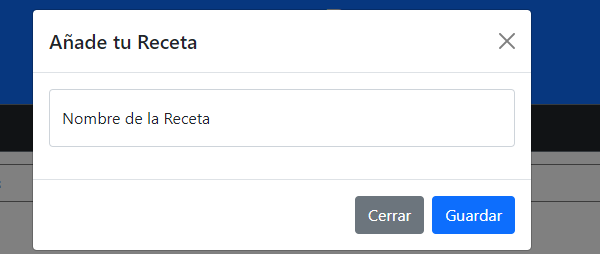 Añade tu Receta
Nombre de la Receta
Cerrar
Guardar